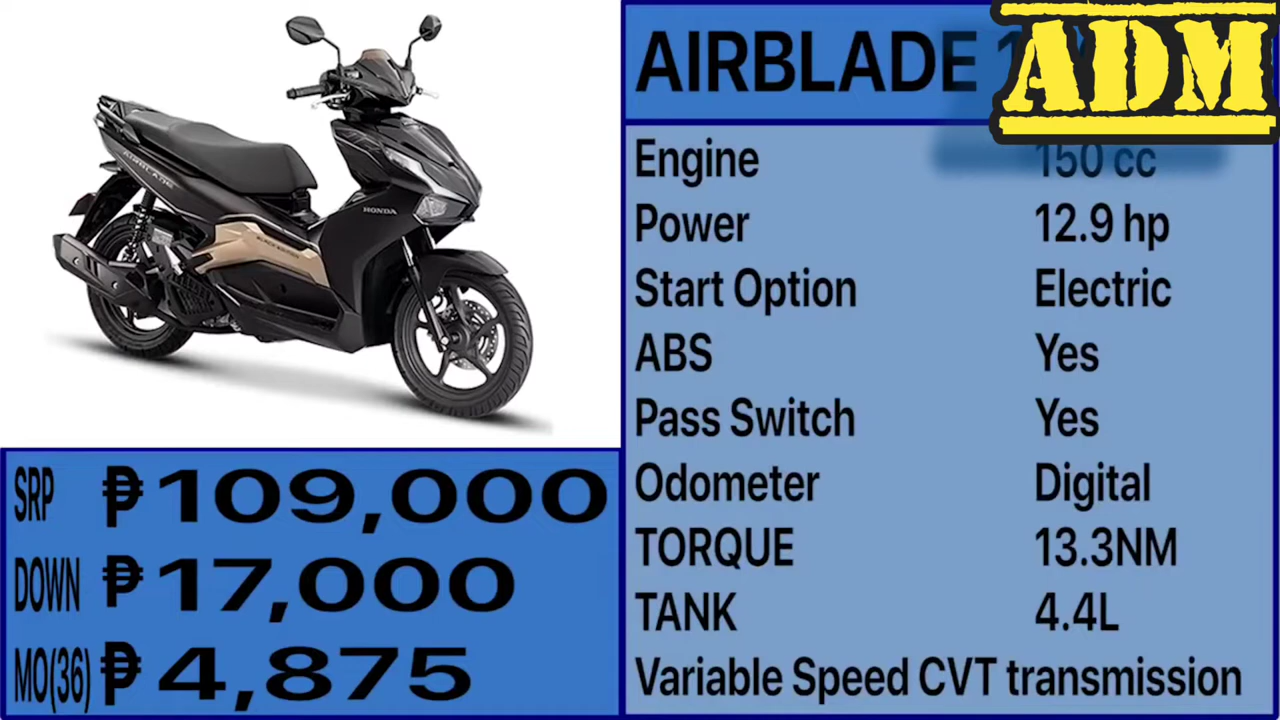 ADM
AIRBLADE
AIRBLADE
HONDA
Engine 150 cc
Power 12.9 hp
Start Option Electric
ABS Yes
Pass Switch Yes
Odometer Digital
TORQUE 13.3NM
TANK 4.4L
Variable Speed CVT transmission
SRP ₱109,000
DOWN ₱17,000
MO(36) ₱4,875